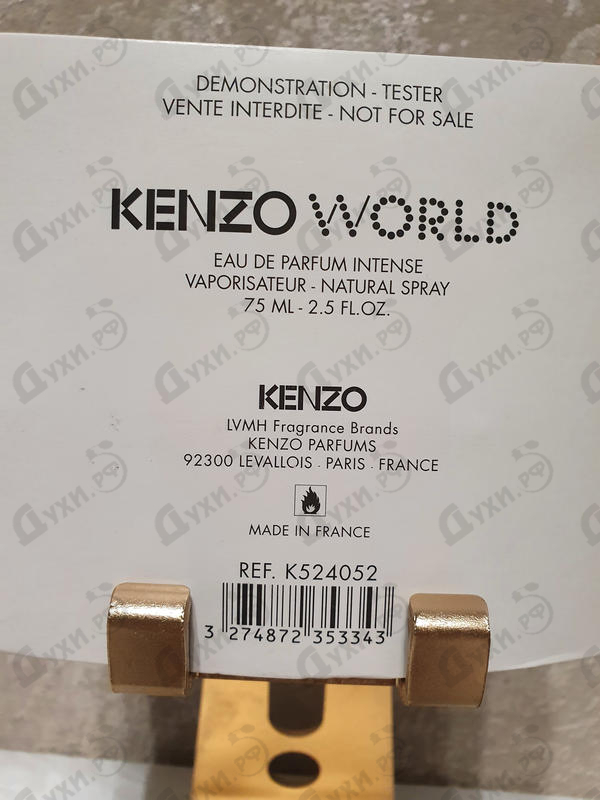 DEMONSTRATION - TESTER
VENTE INTERDITE - NOT FOR SALE
KENZO WORLD
EAU DE PARFUM INTENSE
VAPORISATEUR - NATURAL SPRAY
75 ML - 2.5 FL.OZ.
KENZO
LVMH Fragrance Brands
KENZO PARFUMS
92300 LEVALLOIS . PARIS . FRANCE
MADE IN FRANCE
REF. K524052
3 274872 353343
Духи.рф